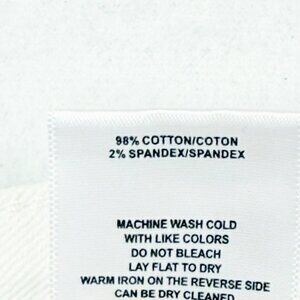 98% COTTON/COTON
2% SPANDEX/SPANDEX
MACHINE WASH COLD
WITH LIKE COLORS
DO NOT BLEACH
LAY FLAT TO DRY
WARM IRON ON THE REVERSE SIDE
CAN BE DRY CLEANED